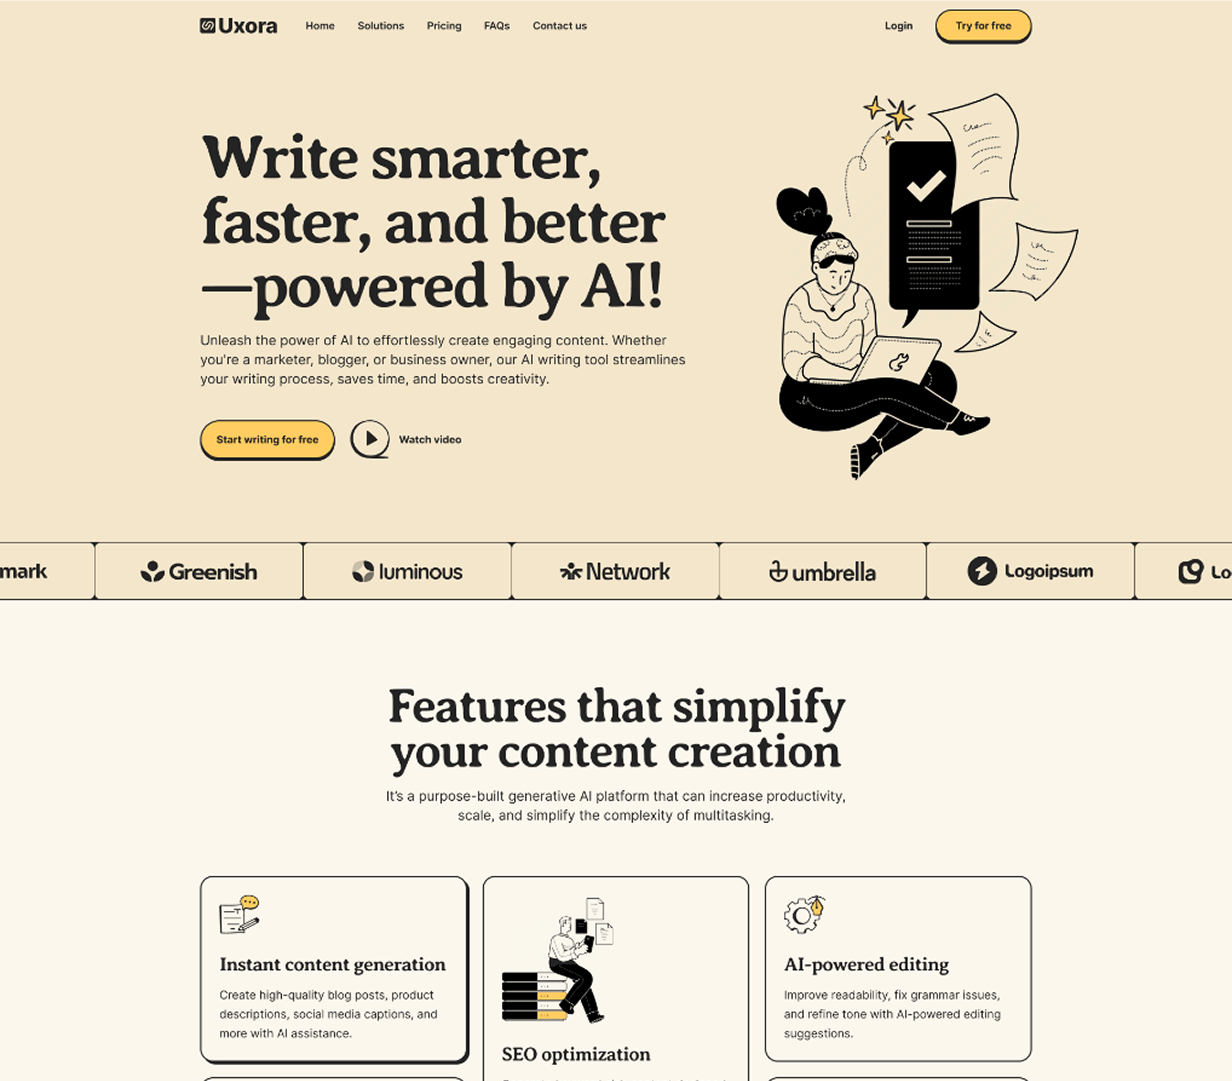 Uxora
Home
Solutions
Pricing
FAQs
Contact us
Login
Try for free
Write smarter,
faster, and better
—powered by AI!
Unleash the power of AI to effortlessly create engaging content. Whether
you're a marketer, blogger, or business owner, our AI writing tool streamlines
your writing process, saves time, and boosts creativity.
Start writing for free
Watch video
mark
Greenish
luminous
Network
umbrella
Logoipsum
Lo
Features that simplify
your content creation
It's a purpose-built generative AI platform that can increase productivity,
scale, and simplify the complexity of multitasking.
Instant content generation
Create high-quality blog posts, product
descriptions, social media captions, and
more with AI assistance.
SEO optimization
AI-powered editing
Improve readability, fix grammar issues,
and refine tone with AI-powered editing
suggestions.